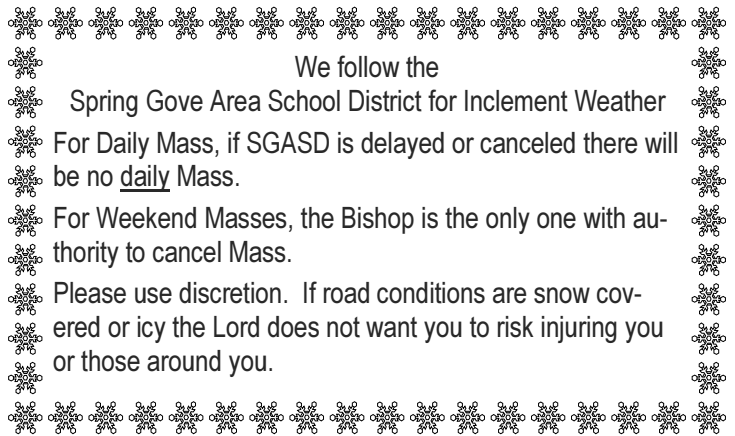 We follow the
Spring Gove Area School District for Inclement Weather
For Daily Mass, if SGASD is delayed or canceled there will
be no daily Mass.
For Weekend Masses, the Bishop is the only one with au-
thority to cancel Mass.
Please use discretion.  If road conditions are snow cov-
ered or icy the Lord does not want you to risk injuring you
or those around you.